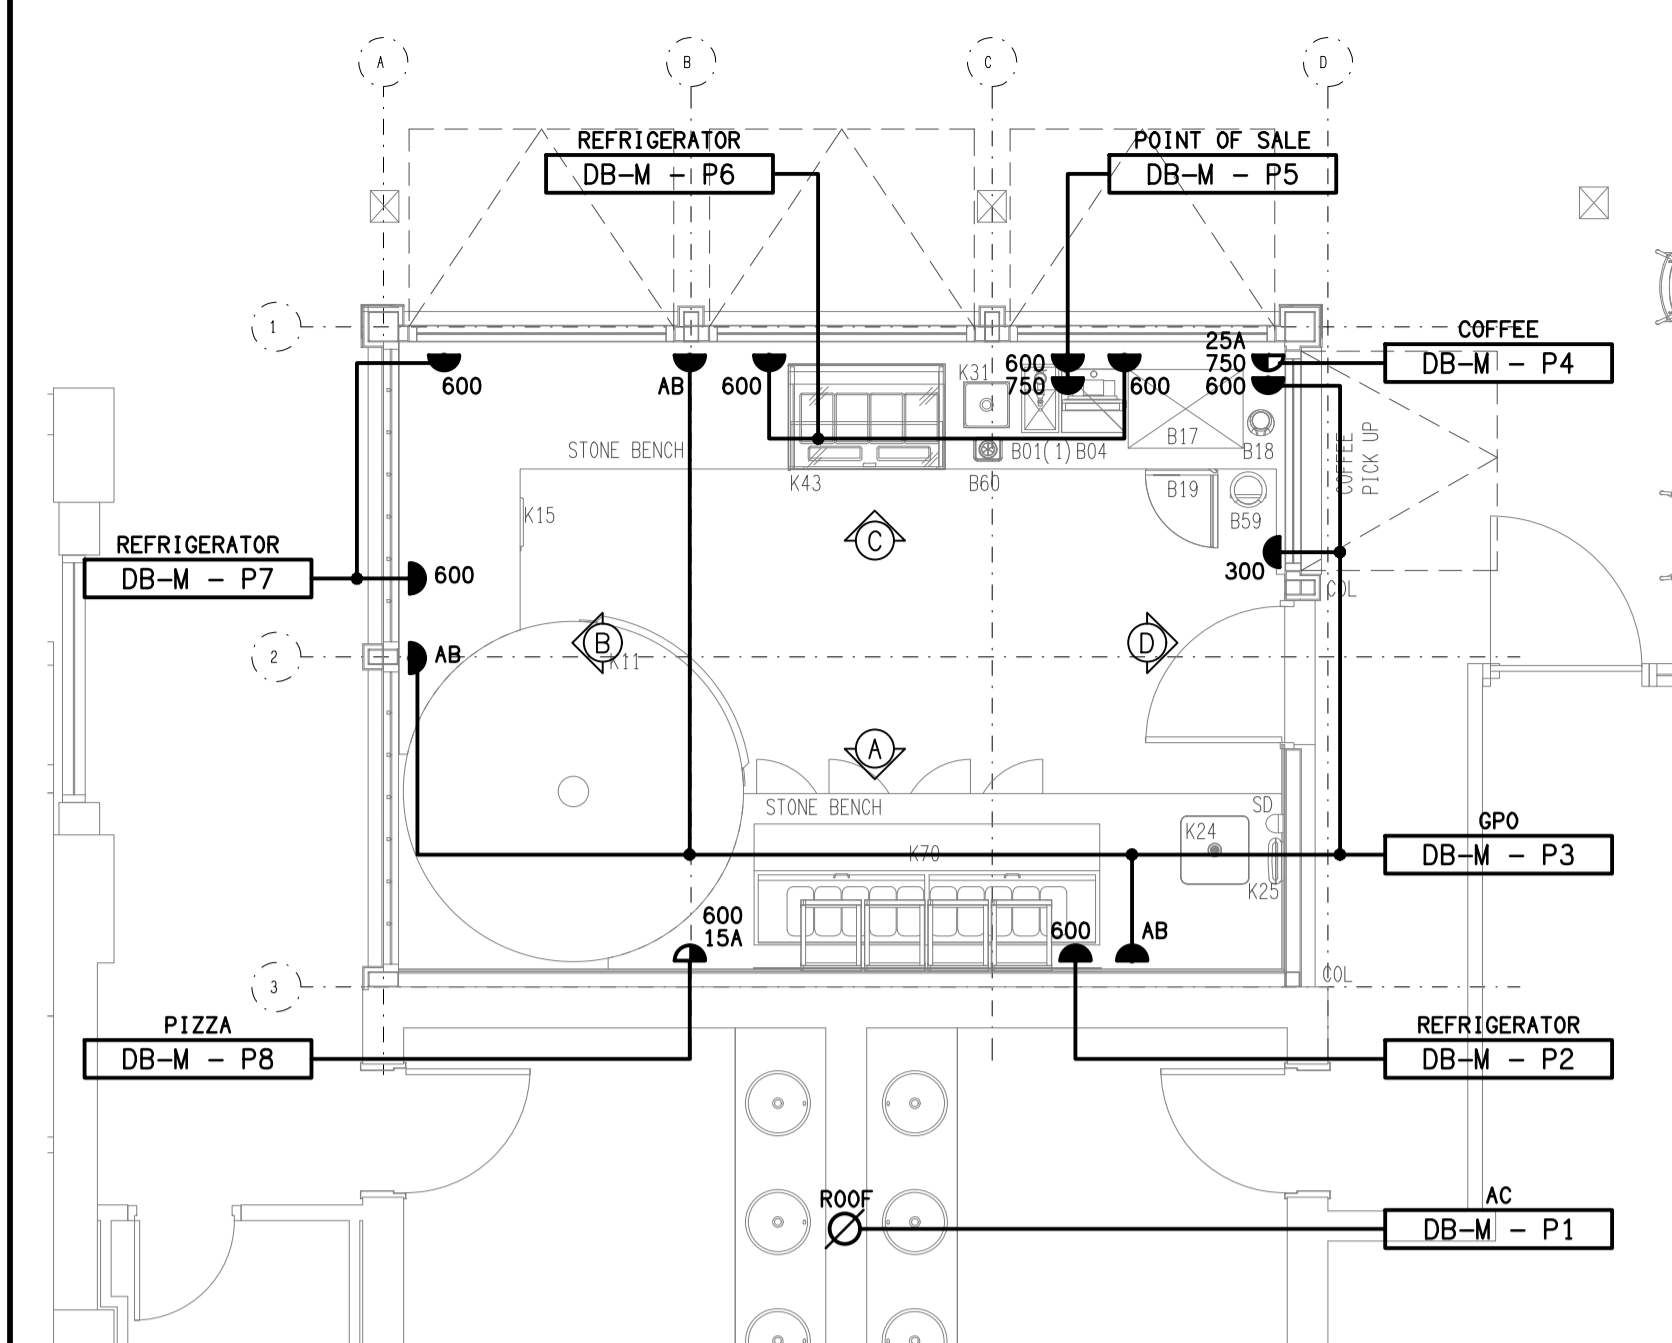 A
B
C
D
REFRIGERATOR
DB-M - P6
POINT OF SALE
DB-M - P5
1
COFFEE
DB-M - P4
25A
750
600
600
AB
600
K31
600
750
600
STONE BENCH
K43
B60
B01(1)
B04
B17
B18
COFFEE
PICK UP
K15
B19
B59
C
REFRIGERATOR
DB-M - P7
600
300
COL
2
AB
B
K11
D
A
STONE BENCH
SD
K24
GPO
DB-M - P3
K70
K25
600
15A
600
AB
3
COL
PIZZA
DB-M - P8
REFRIGERATOR
DB-M - P2
ROOF
AC
DB-M - P1